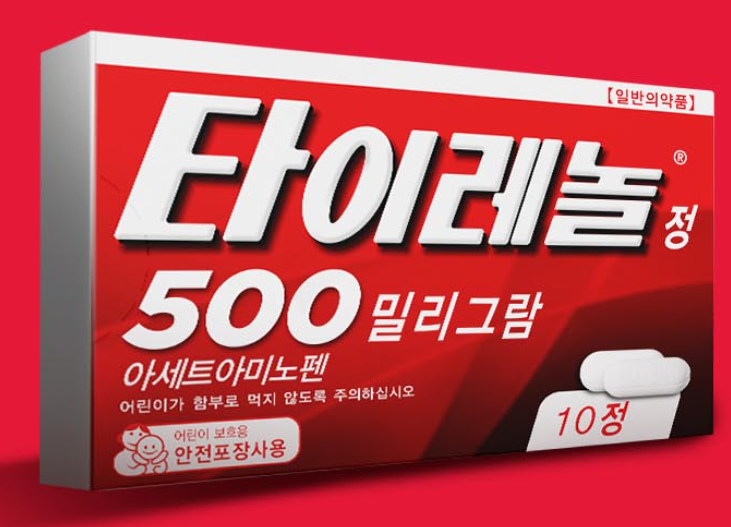 【일반의약품】
타이레놀® 정
500 밀리그람
아세트아미노펜
어린이가 함부로 먹지 않도록 주의하십시오
어린이 보호용
안전포장사용
10정